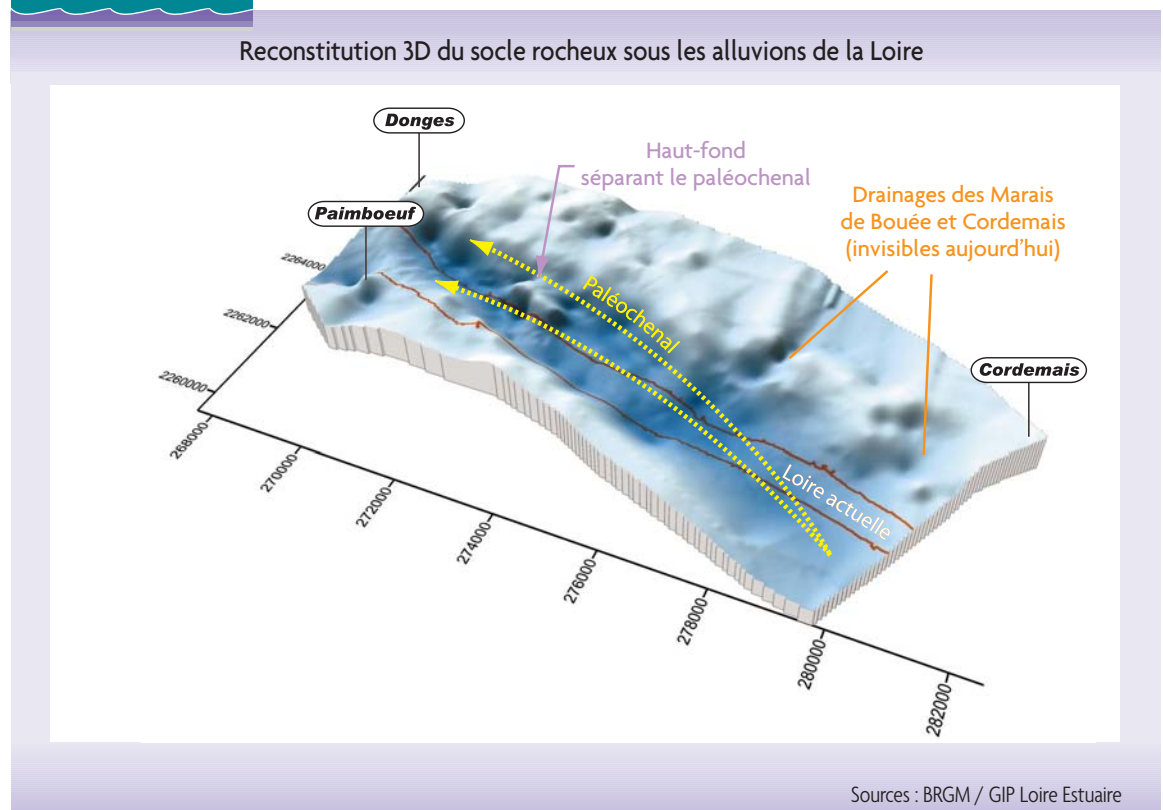 Reconstitution 3D du socle rocheux sous les alluvions de la Loire
Donges
Haut-fond
séparant le paléochenal
Paimboeuf
Drainages des Marais
de Bouée et Cordemais
(invisibles aujourd'hui)
Paléochenal
Cordemais
Loire actuelle
2264000
2262000
2260000
268000
270000
272000
274000
276000
278000
280000
282000
Sources : BRGM / GIP Loire Estuaire